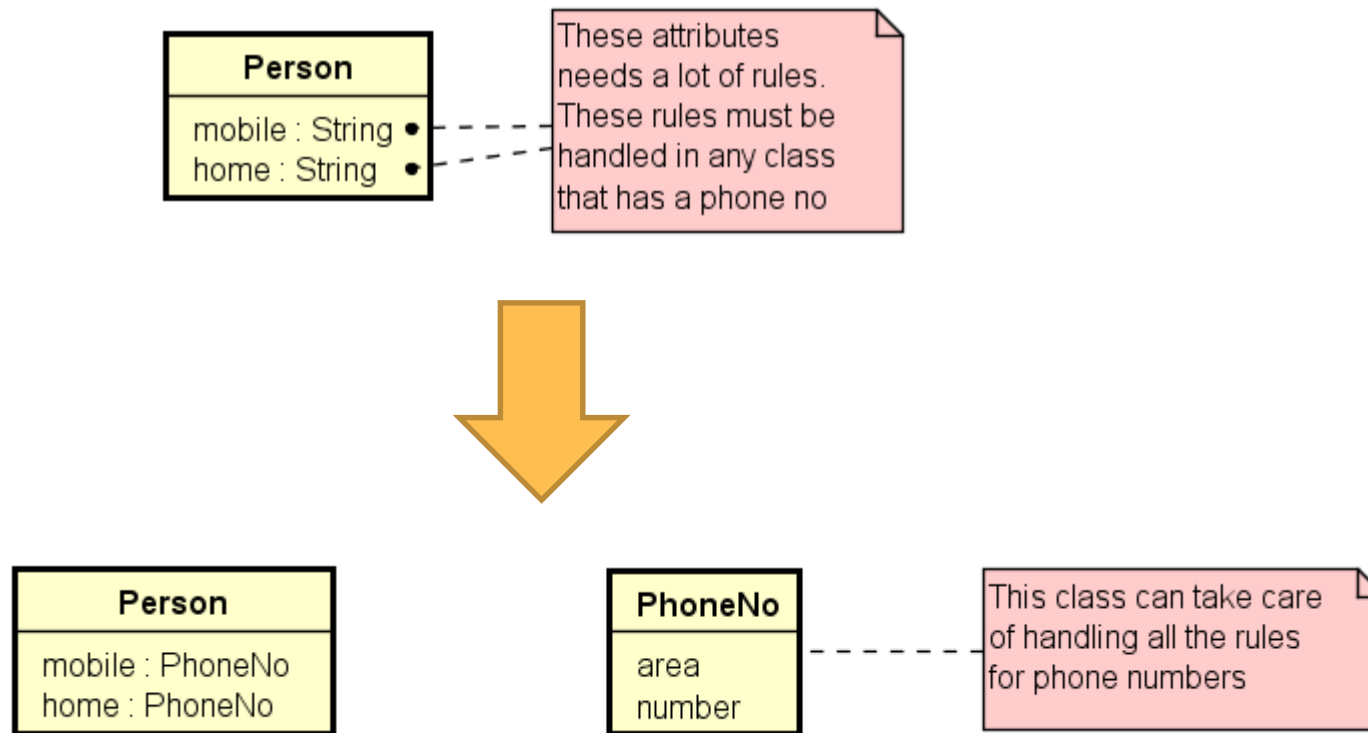 Person
mobile : String
home : String
These attributes
needs a lot of rules.
These rules must be
handled in any class
that has a phone no
Person
mobile : PhoneNo
home : PhoneNo
PhoneNo
area
number
This class can take care
of handling all the rules
for phone numbers